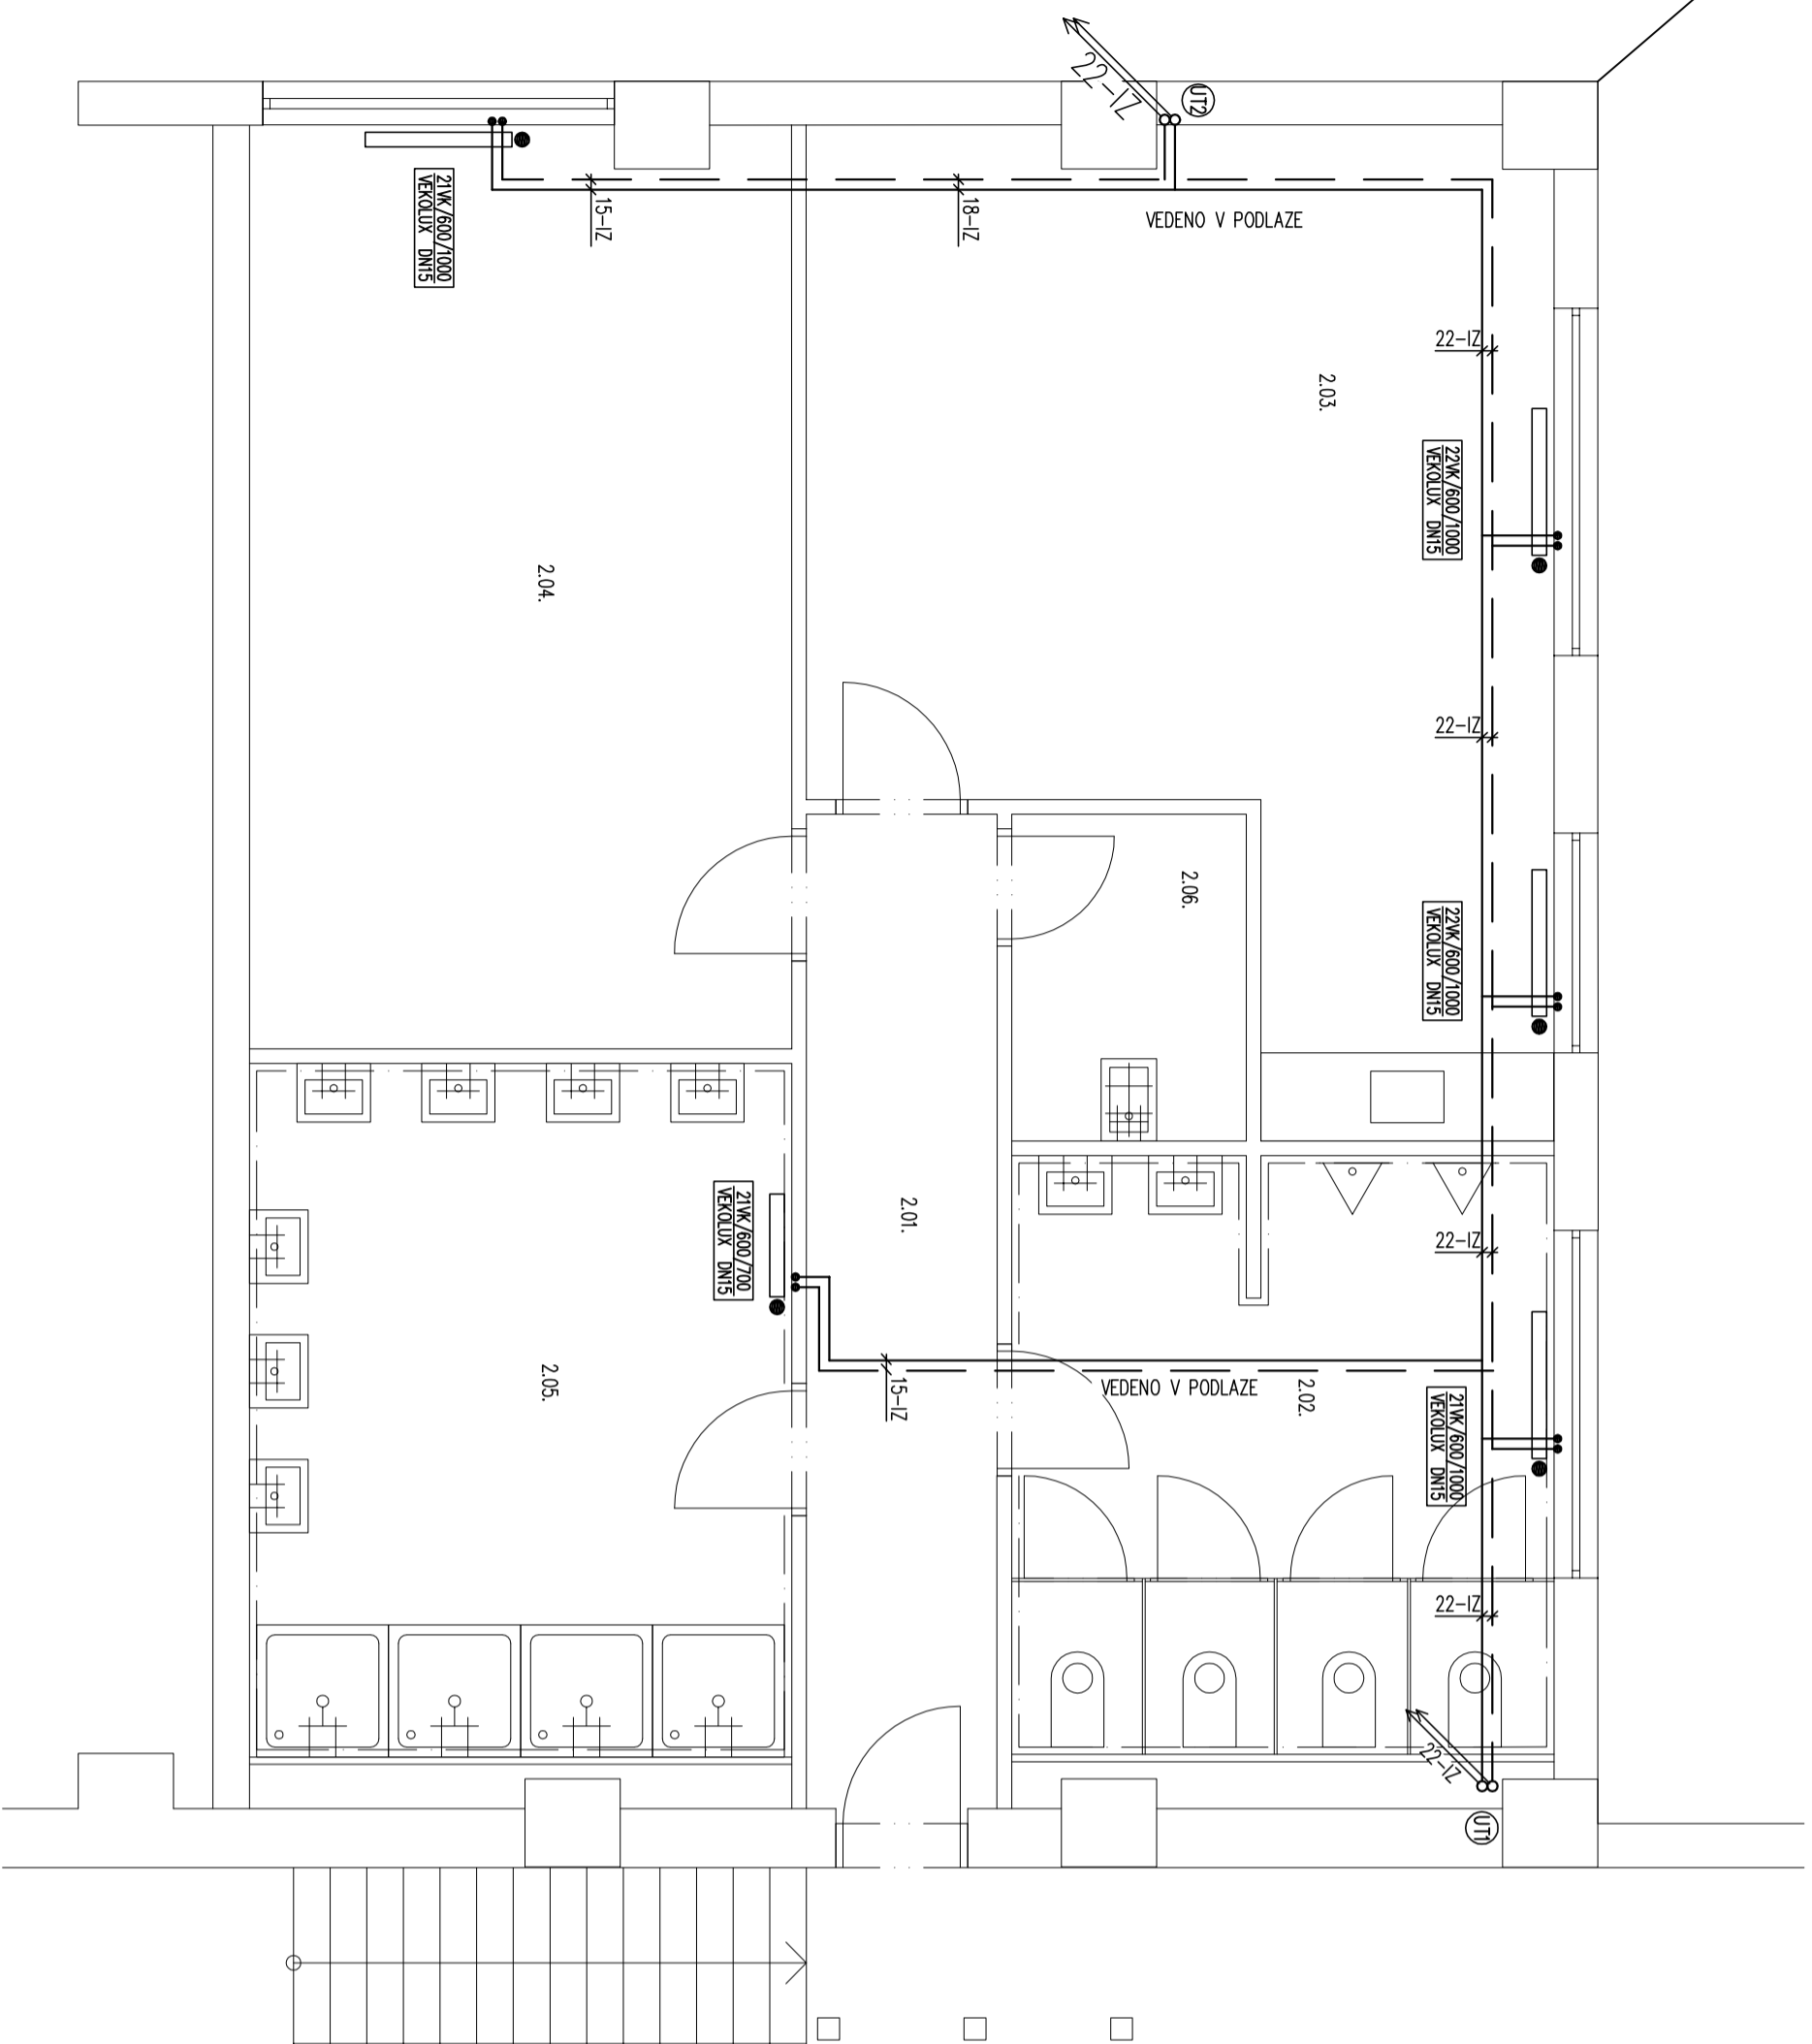 22-IZ
UT2
21VK/600/1000
VEKOLUX DN15
15-IZ
18-IZ
VEDENO V PODLAZE
22-IZ
2.03.
22VK/600/1000
VEKOLUX DN15
2.04.
22-IZ
2.06.
22VK/600/1000
VEKOLUX DN15
21VK/600/700
VEKOLUX DN15
2.01.
22-IZ
2.05.
15-IZ
VEDENO V PODLAZE
2.02.
21VK/600/1000
VEKOLUX DN15
22-IZ
22-IZ
UT1